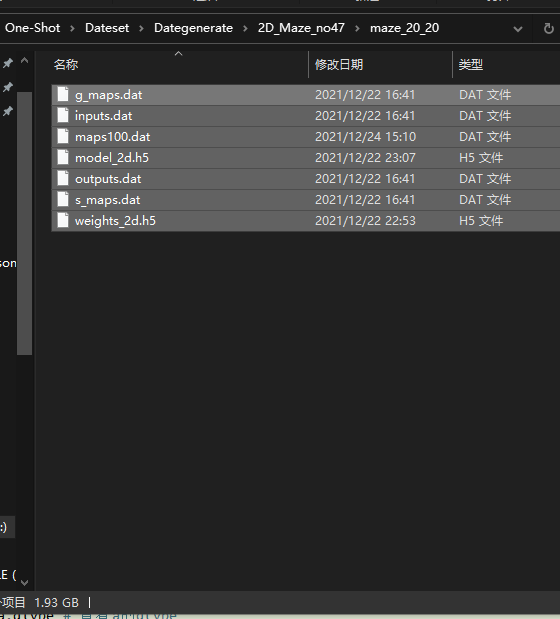 One-Shot > Dateset > Dategenerate > 2D_Maze_no47 > maze_20_20
名称 修改日期 类型
g_maps.dat 2021/12/22 16:41 DAT 文件
inputs.dat 2021/12/22 16:41 DAT 文件
maps100.dat 2021/12/24 15:10 DAT 文件
model_2d.h5 2021/12/22 23:07 H5 文件
outputs.dat 2021/12/22 16:41 DAT 文件
s_maps.dat 2021/12/22 16:41 DAT 文件
weights_2d.h5 2021/12/22 22:53 H5 文件
son
:)
LE (
个项目 1.93 GB